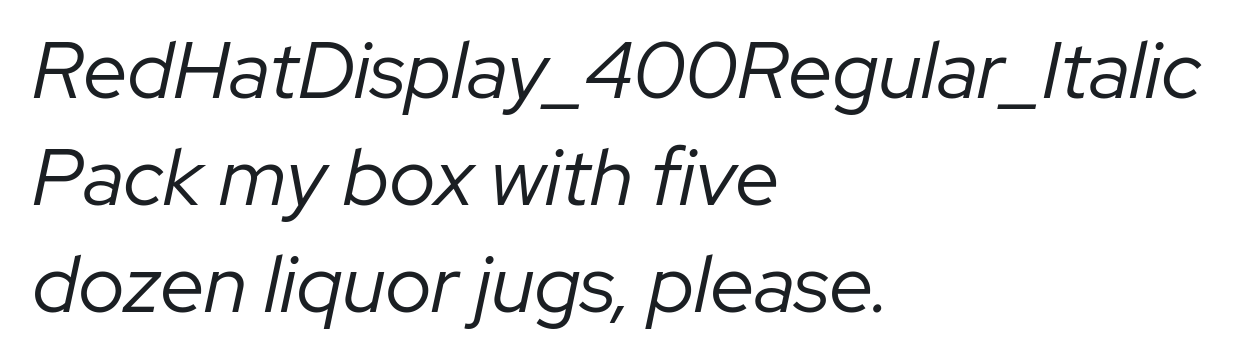 RedHatDisplay_400Regular_Italic
Pack my box with five
dozen liquor jugs, please.